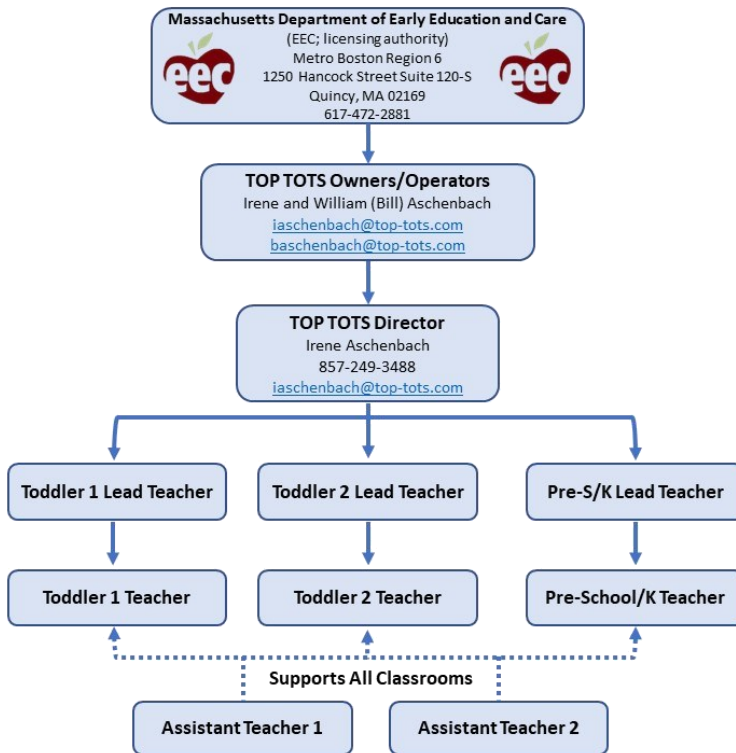 Massachusetts Department of Early Education and Care
(EEC; licensing authority)
Metro Boston Region 6
1250 Hancock Street Suite 120-S
Quincy, MA 02169
617-472-2881
eec
eec
TOP TOTS Owners/Operators
Irene and William (Bill) Aschenbach
iaschenbach@top-tots.com
baschenbach@top-tots.com
TOP TOTS Director
Irene Aschenbach
857-249-3488
iaschenbach@top-tots.com
Toddler 1 Lead Teacher
Toddler 2 Lead Teacher
Pre-S/K Lead Teacher
Toddler 1 Teacher
Toddler 2 Teacher
Pre-School/K Teacher
Supports All Classrooms
Assistant Teacher 1
Assistant Teacher 2